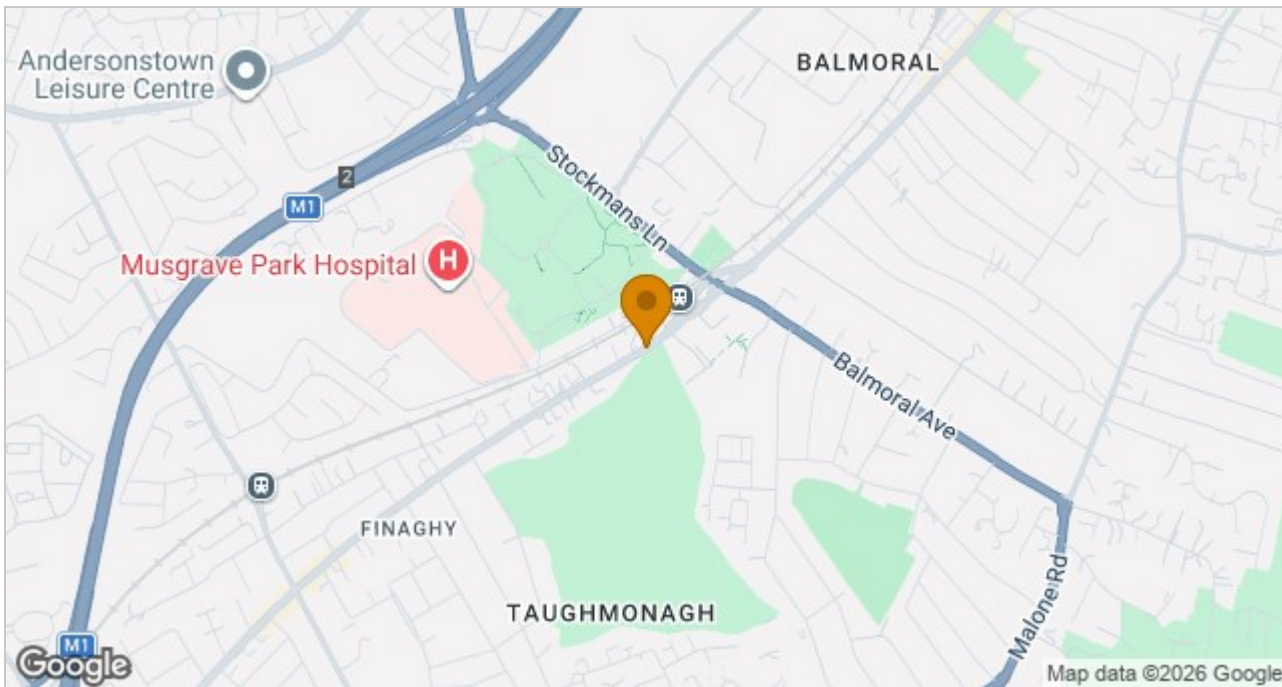 Andersonstown
Leisure Centre
BALMORAL
Stockmans Ln
2
M1
Musgrave Park Hospital
H
Balmoral Ave
FINAGHY
TAUGHMONAGH
Malone Rd
M1
Google
Map data ©2026 Google